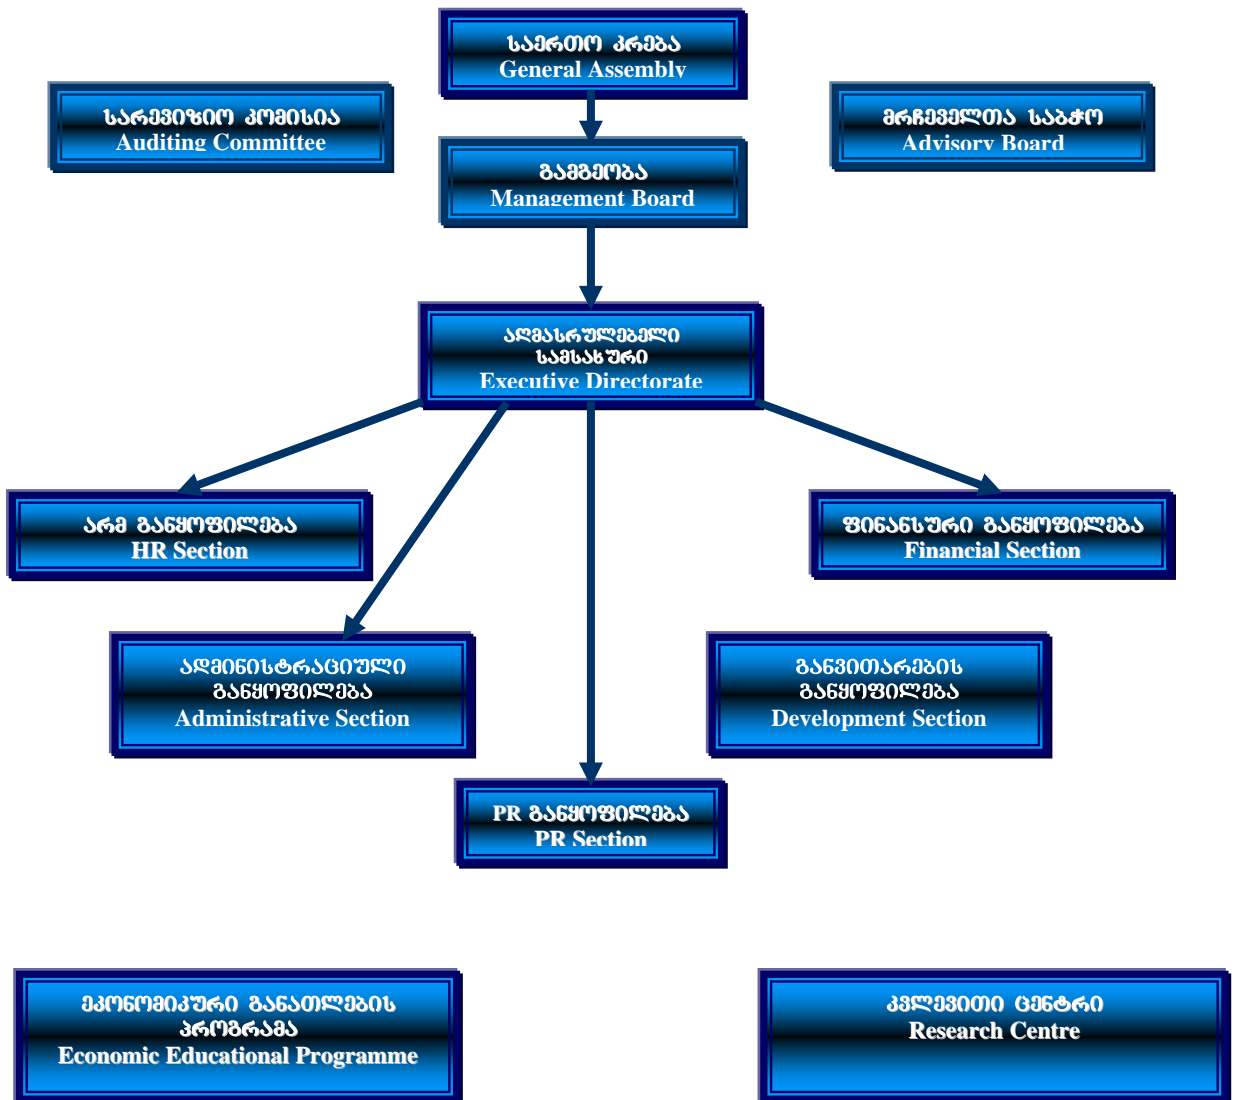 საერთო კრება
General Assembly
სარევიზიო კომისია
Auditing Committee
მრჩეველთა საბჭო
Advisory Board
გამგეობა
Management Board
აღმასრულებელი
სამსახური
Executive Directorate
არმ განყოფილება
HR Section
ფინანსური განყოფილება
Financial Section
ადმინისტრაციული
განყოფილება
Administrative Section
განვითარების
განყოფილება
Development Section
PR განყოფილება
PR Section
ეკონომიკური განათლების
პროგრამა
Economic Educational Programme
კვლევითი ცენტრი
Research Centre